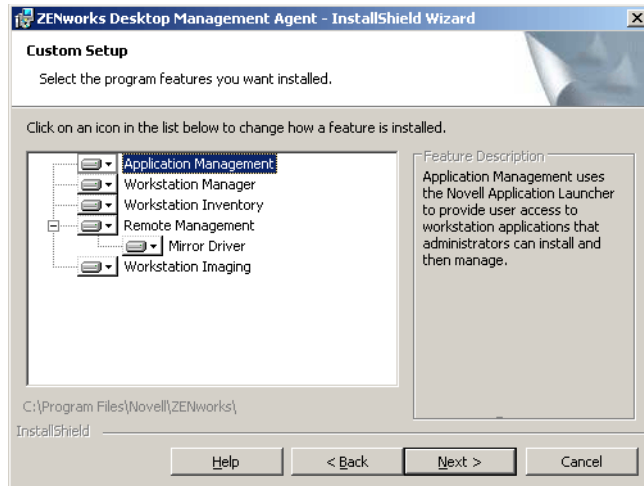 ZENworks Desktop Management Agent - InstallShield Wizard
Custom Setup
Select the program features you want installed.
Click on an icon in the list below to change how a feature is installed.
Application Management
Workstation Manager
Workstation Inventory
Remote Management
Mirror Driver
Workstation Imaging
Feature Description
Application Management uses
the Novell Application Launcher
to provide user access to
workstation applications that
administrators can install and
then manage.
C:\Program Files\Novell\ZENworks\
InstallShield
Help
< Back
Next >
Cancel